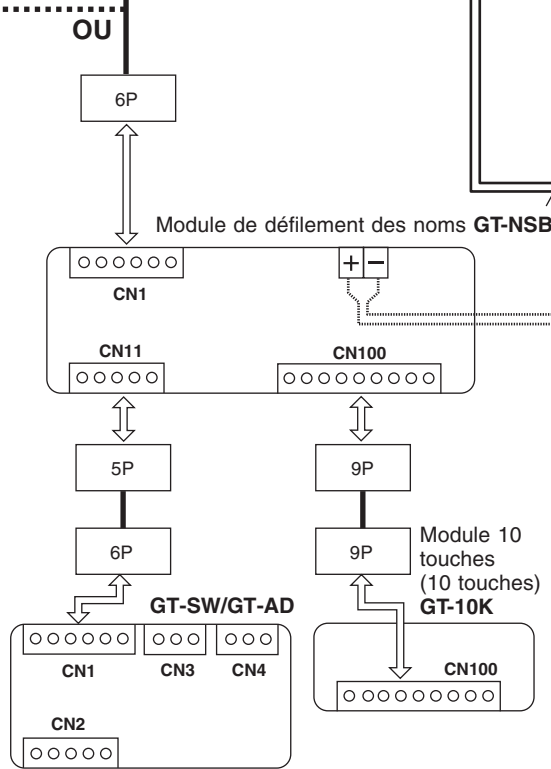 OU
6P
Module de défilement des noms GT-NSB
+ −
CN1
CN11
CN100
5P
9P
6P
9P
Module 10
touches
(10 touches)
GT-10K
GT-SW/GT-AD
CN1
CN3
CN4
CN100
CN2